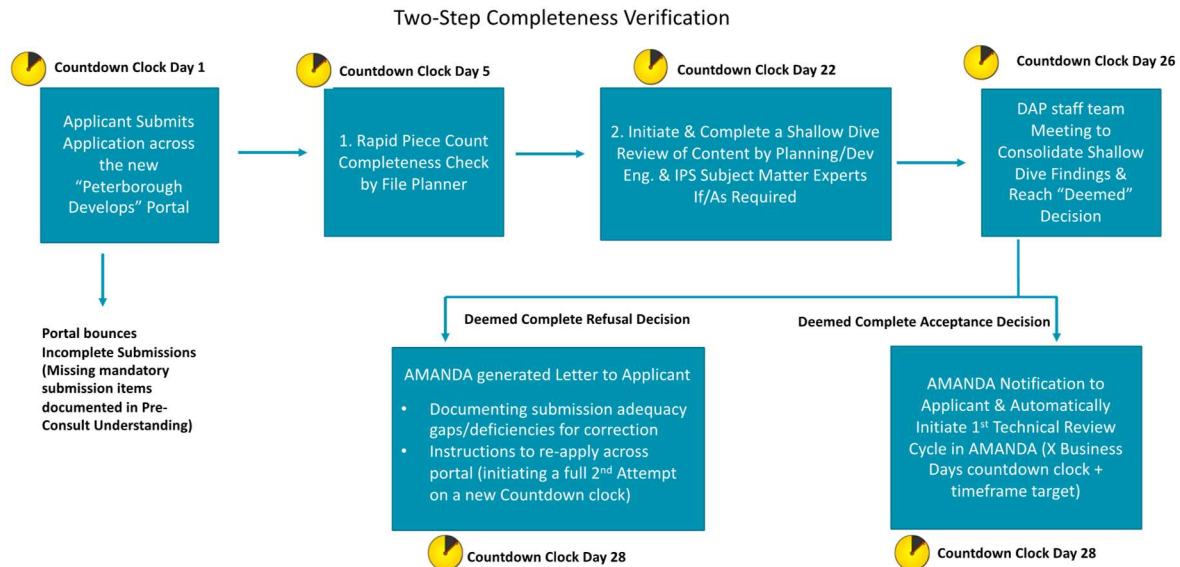 Two-Step Completeness Verification
Countdown Clock Day 1
Countdown Clock Day 5
Countdown Clock Day 22
Countdown Clock Day 26
Applicant Submits
Application across
the new
“Peterborough
Develops” Portal
1. Rapid Piece Count
Completeness Check
by File Planner
2. Initiate & Complete a Shallow Dive
Review of Content by Planning/Dev
Eng. & IPS Subject Matter Experts
If/As Required
DAP staff team
Meeting to
Consolidate Shallow
Dive Findings &
Reach “Deemed”
Decision
Portal bounces
Incomplete Submissions
(Missing mandatory
submission items
documented in Pre-
Consult Understanding)
Deemed Complete Refusal Decision
Deemed Complete Acceptance Decision
AMANDA generated Letter to Applicant
• Documenting submission adequacy
gaps/deficiencies for correction
• Instructions to re-apply across
portal (initiating a full 2nd Attempt
on a new Countdown clock)
AMANDA Notification to
Applicant & Automatically
Initiate 1st Technical Review
Cycle in AMANDA (X Business
Days countdown clock +
timeframe target)
Countdown Clock Day 28
Countdown Clock Day 28